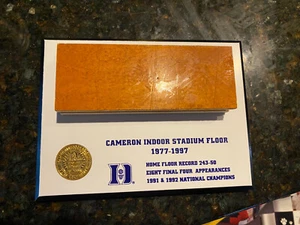 CAMERON INDOOR STADIUM FLOOR
1977-1997
HOME FLOOR RECORD 243-50
EIGHT FINAL FOUR APPEARANCES
1991 & 1992 NATIONAL CHAMPIONS